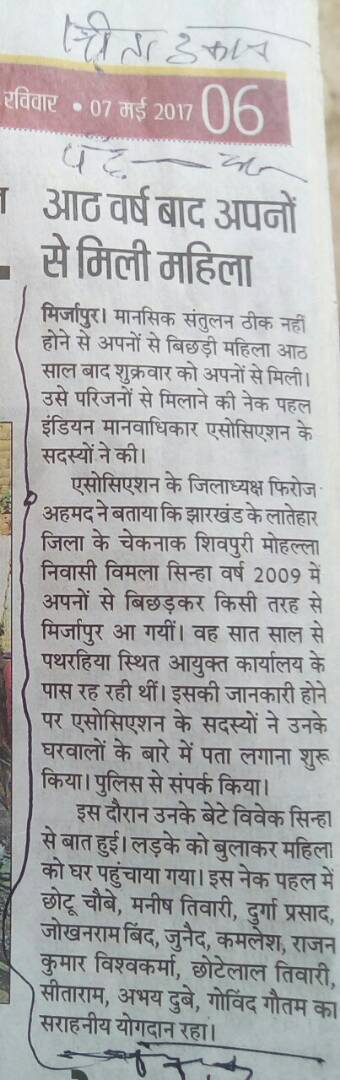 रविवार • 07 मई 2017 06
आठ वर्ष बाद अपनों
से मिली महिला
मिर्जापुर। मानसिक संतुलन ठीक नहीं
होने से अपनों से बिछड़ी महिला आठ
साल बाद शुक्रवार को अपनों से मिली।
उसे परिजनों से मिलाने की नेक पहल
इंडियन मानवाधिकार एसोसिएशन के
सदस्यों ने की।
एसोसिएशन के जिलाध्यक्ष फिरोज
अहमद ने बताया कि झारखंड के लातेहार
जिला के चेकनाक शिवपुरी मोहल्ला
निवासी विमला सिन्हा वर्ष 2009 में
अपनों से बिछड़कर किसी तरह से
मिर्जापुर आ गयीं। वह सात साल से
पथरहिया स्थित आयुक्त कार्यालय के
पास रह रही थीं। इसकी जानकारी होने
पर एसोसिएशन के सदस्यों ने उनके
घरवालों के बारे में पता लगाना शुरू
किया। पुलिस से संपर्क किया।
इस दौरान उनके बेटे विवेक सिन्हा
से बात हुई। लड़के को बुलाकर महिला
को घर पहुंचाया गया। इस नेक पहल में
छोटू चौबे, मनीष तिवारी, दुर्गा प्रसाद,
जोखनराम बिंद, जुनैद, कमलेश, राजन
कुमार विश्वकर्मा, छोटेलाल तिवारी,
सीताराम, अभय दुबे, गोविंद गौतम का
सराहनीय योगदान रहा।